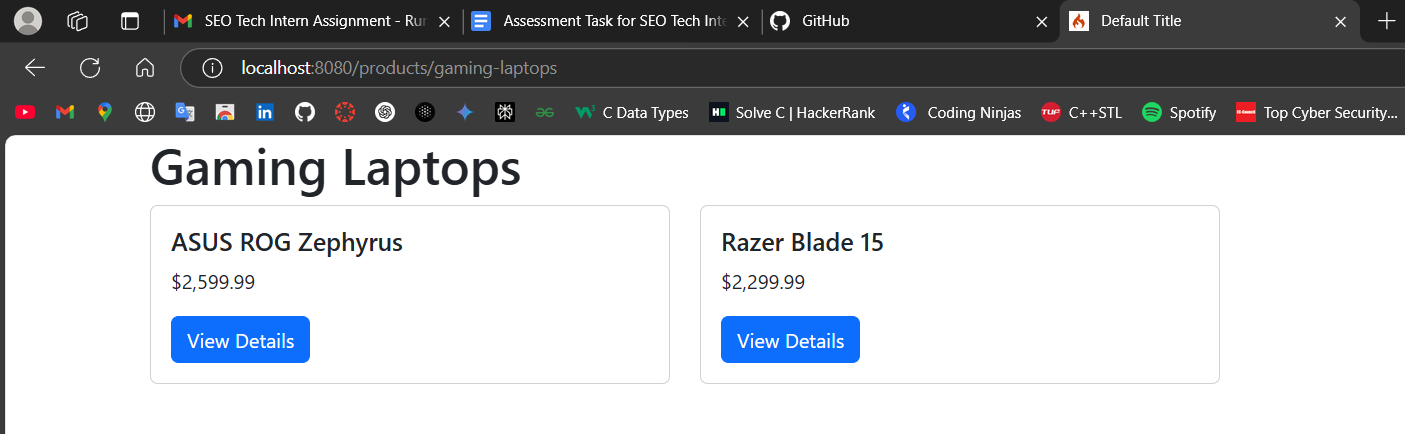 SEO Tech Intern Assignment - Rur
Assessment Task for SEO Tech Inte
GitHub
Default Title
localhost:8080/products/gaming-laptops
C Data Types
Solve C | HackerRank
Coding Ninjas
C++STL
Spotify
Top Cyber Security...
Gaming Laptops
ASUS ROG Zephyrus
$2,599.99
View Details
Razer Blade 15
$2,299.99
View Details